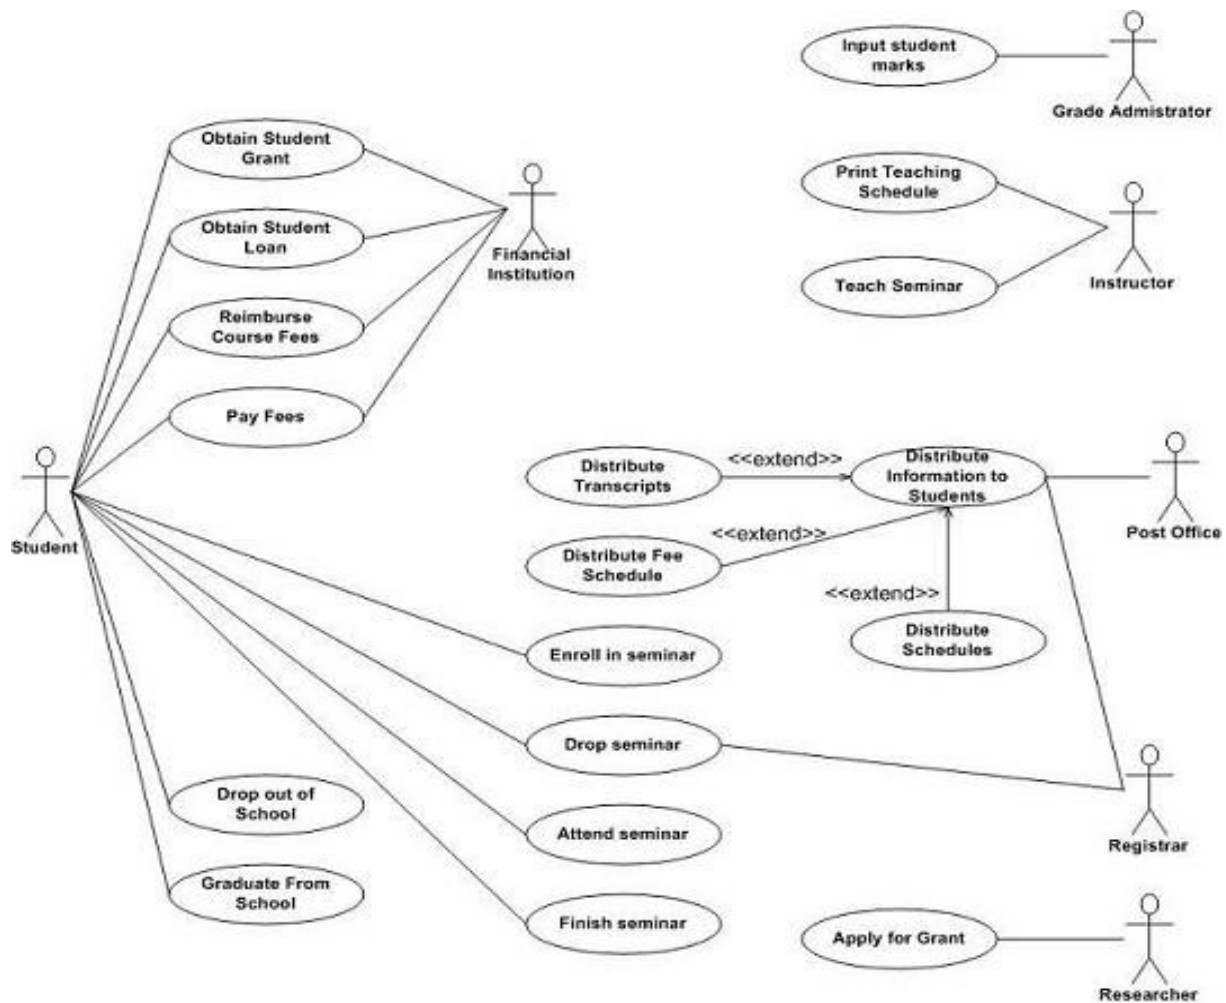 Input student
marks
Grade Admistrator
Obtain Student
Grant
Print Teaching
Schedule
Obtain Student
Loan
Financial
Institution
Teach Seminar
Instructor
Reimburse
Course Fees
Pay Fees
Student
Distribute
Transcripts
<<extend>>
Distribute
Information to
Students
Post Office
<<extend>>
Distribute Fee
Schedule
<<extend>>
Distribute
Schedules
Enroll in seminar
Drop seminar
Drop out of
School
Attend seminar
Registrar
Graduate From
School
Finish seminar
Apply for Grant
Researcher